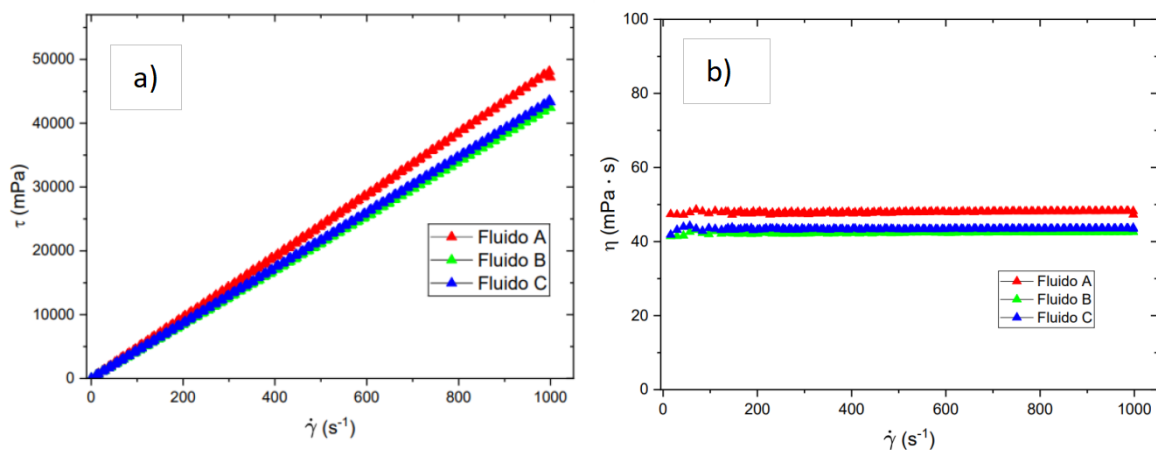 a)
50000
40000
30000
20000
10000
0
τ (mPa)
Fluido A
Fluido B
Fluido C
0 200 400 600 800 1000
γ̇ (s⁻¹)
b)
100
80
60
40
20
0
η (mPa · s)
Fluido A
Fluido B
Fluido C
0 200 400 600 800 1000
γ̇ (s⁻¹)